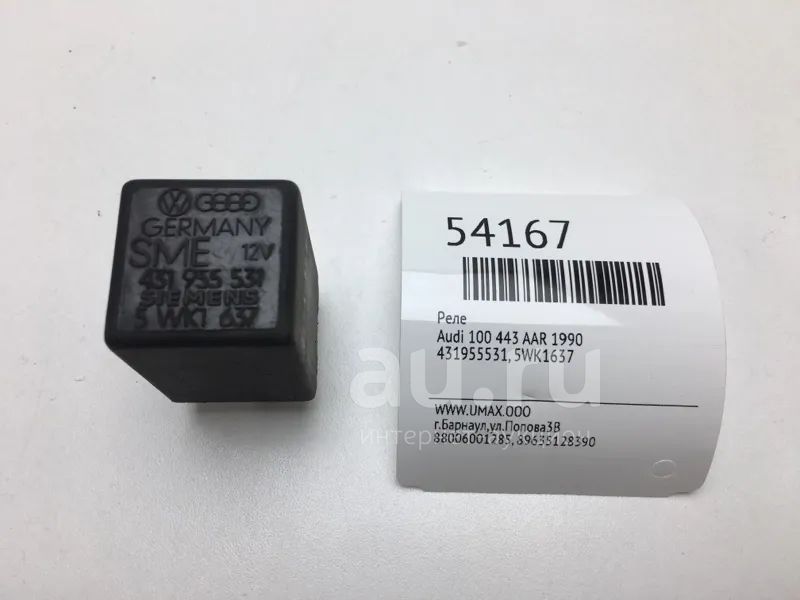 GERMANY
SME 12V
431 955 531
SIEMENS
5 WK1 637
54167
Реле
Audi 100 443 AAR 1990
431955531, 5WK1637
WWW.UMAX.OOO
г.Барнаул,ул.Попова3В
88006001785, 89635128390
au.ru